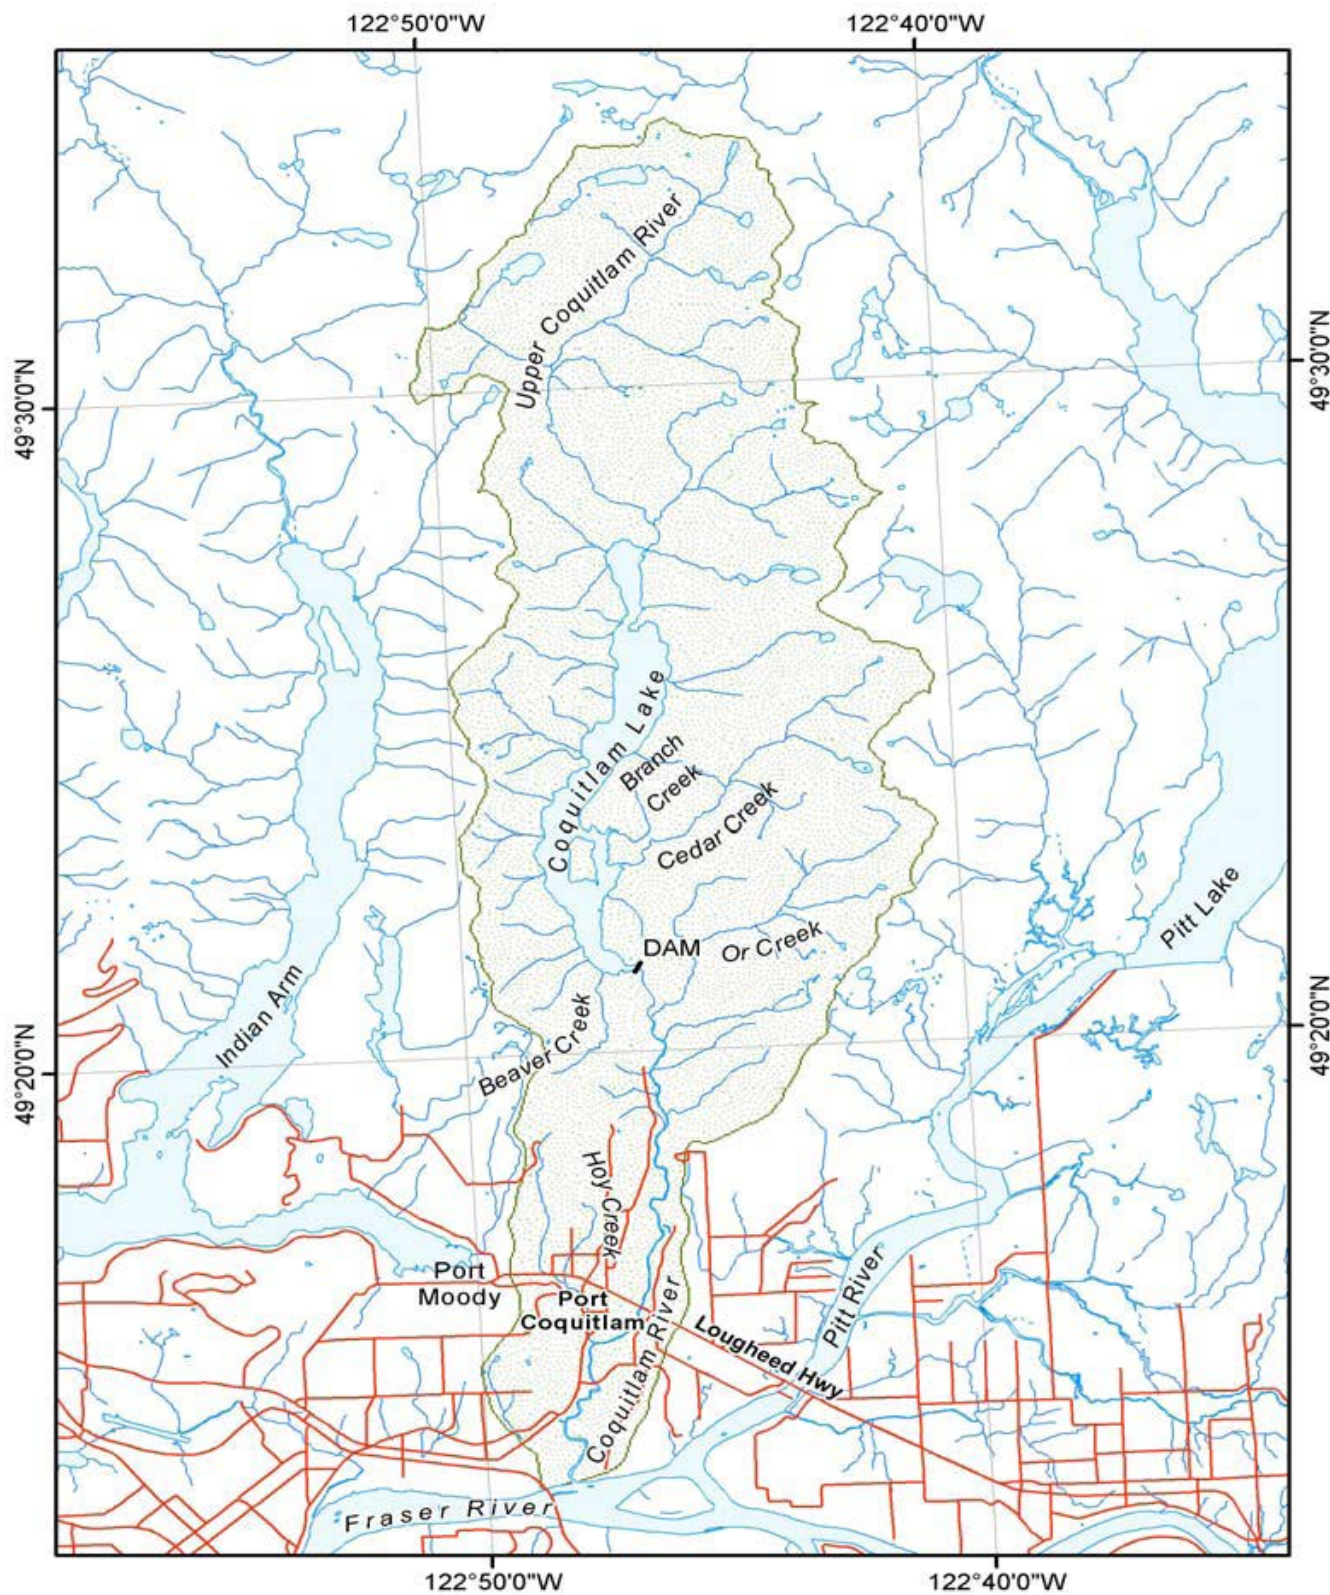 122°50'0"W
122°40'0"W
Upper Coquitlam River
49°30'0"N
49°30'0"N
Coquitlam Lake
Branch
Creek
Cedar Creek
Pitt Lake
DAM
Or Creek
Indian Arm
Beaver Creek
49°20'0"N
49°20'0"N
Hoy Creek
Port
Moody
Port
Coquitlam
Coquitlam River
Lougheed Hwy
Pitt River
Fraser River
122°50'0"W
122°40'0"W